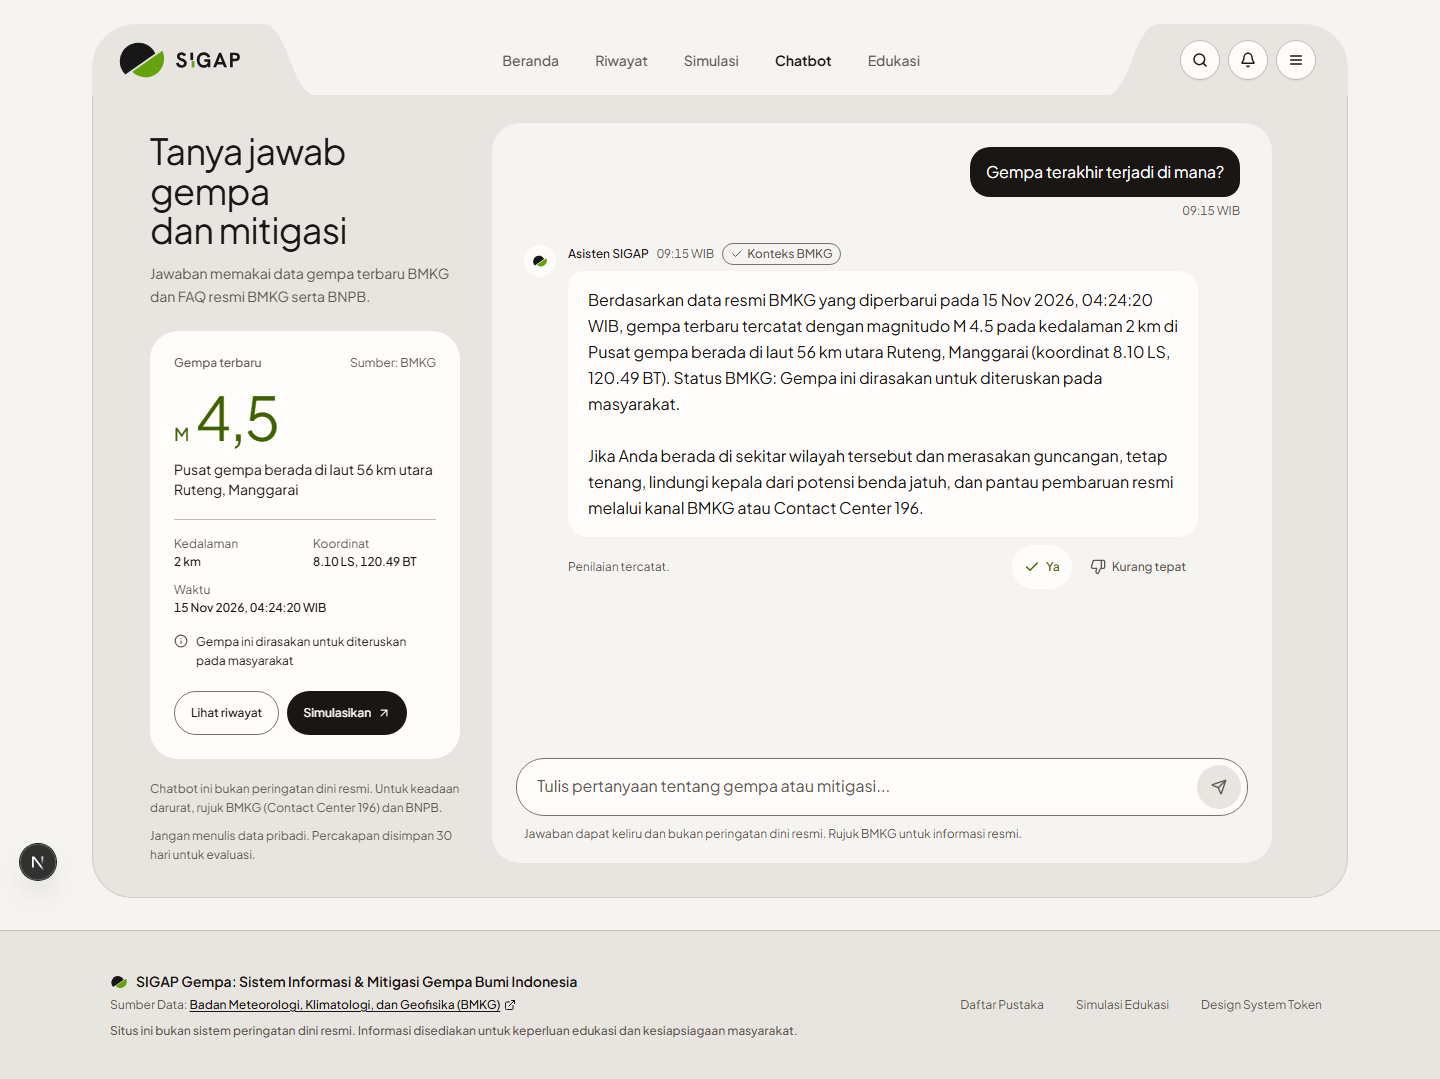 SIGAP
Beranda
Riwayat
Simulasi
Chatbot
Edukasi
Tanya jawab
gempa
dan mitigasi
Jawaban memakai data gempa terbaru BMKG
dan FAQ resmi BMKG serta BNPB.
Gempa terbaru
Sumber: BMKG
M 4,5
Pusat gempa berada di laut 56 km utara
Ruteng, Manggarai
Kedalaman
2 km
Koordinat
8.10 LS, 120.49 BT
Waktu
15 Nov 2026, 04:24:20 WIB
Gempa ini dirasakan untuk diteruskan
pada masyarakat
Lihat riwayat
Simulasikan
Chatbot ini bukan peringatan dini resmi. Untuk keadaan
darurat, rujuk BMKG (Contact Center 196) dan BNPB.
Jangan menulis data pribadi. Percakapan disimpan 30
hari untuk evaluasi.
Gempa terakhir terjadi di mana?
09:15 WIB
Asisten SIGAP 09:15 WIB Konteks BMKG
Berdasarkan data resmi BMKG yang diperbarui pada 15 Nov 2026, 04:24:20
WIB, gempa terbaru tercatat dengan magnitudo M 4.5 pada kedalaman 2 km di
Pusat gempa berada di laut 56 km utara Ruteng, Manggarai (koordinat 8.10 LS,
120.49 BT). Status BMKG: Gempa ini dirasakan untuk diteruskan pada
masyarakat.
Jika Anda berada di sekitar wilayah tersebut dan merasakan guncangan, tetap
tenang, lindungi kepala dari potensi benda jatuh, dan pantau pembaruan resmi
melalui kanal BMKG atau Contact Center 196.
Penilaian tercatat.
Ya
Kurang tepat
Tulis pertanyaan tentang gempa atau mitigasi...
Jawaban dapat keliru dan bukan peringatan dini resmi. Rujuk BMKG untuk informasi resmi.
N
SIGAP Gempa: Sistem Informasi & Mitigasi Gempa Bumi Indonesia
Sumber Data: Badan Meteorologi, Klimatologi, dan Geofisika (BMKG)
Situs ini bukan sistem peringatan dini resmi. Informasi disediakan untuk keperluan edukasi dan kesiapsiagaan masyarakat.
Daftar Pustaka
Simulasi Edukasi
Design System Token